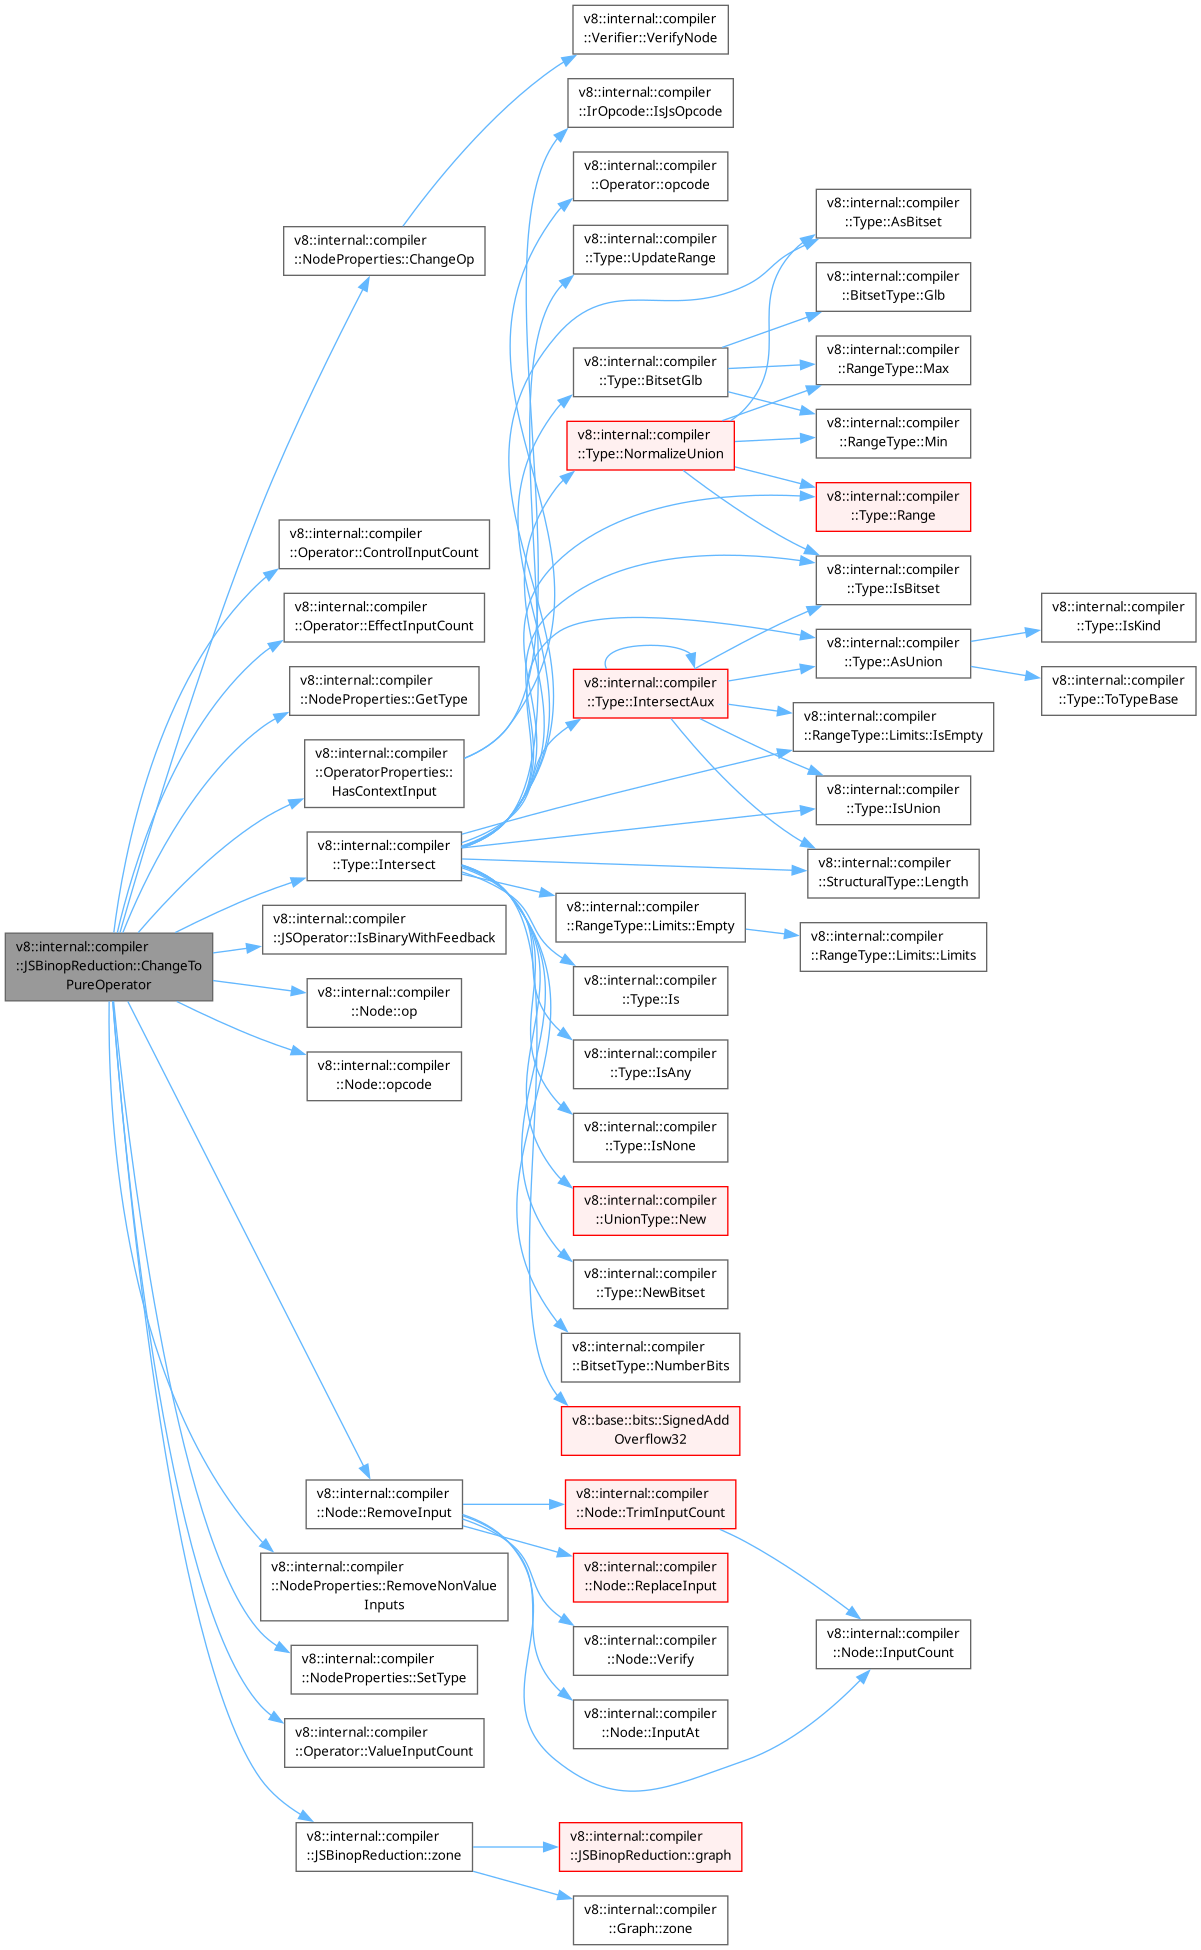 v8::internal::compiler
::JSBinopReduction::ChangeTo
PureOperator
v8::internal::compiler
::NodeProperties::ChangeOp
v8::internal::compiler
::Operator::ControlInputCount
v8::internal::compiler
::Operator::EffectInputCount
v8::internal::compiler
::NodeProperties::GetType
v8::internal::compiler
::OperatorProperties::
HasContextInput
v8::internal::compiler
::Type::Intersect
v8::internal::compiler
::JSOperator::IsBinaryWithFeedback
v8::internal::compiler
::Node::op
v8::internal::compiler
::Node::opcode
v8::internal::compiler
::Node::RemoveInput
v8::internal::compiler
::NodeProperties::RemoveNonValue
Inputs
v8::internal::compiler
::NodeProperties::SetType
v8::internal::compiler
::Operator::ValueInputCount
v8::internal::compiler
::JSBinopReduction::zone
v8::internal::compiler
::Verifier::VerifyNode
v8::internal::compiler
::IrOpcode::IsJsOpcode
v8::internal::compiler
::Operator::opcode
v8::internal::compiler
::Type::UpdateRange
v8::internal::compiler
::Type::BitsetGlb
v8::internal::compiler
::Type::NormalizeUnion
v8::internal::compiler
::Type::IntersectAux
v8::internal::compiler
::RangeType::Limits::Empty
v8::internal::compiler
::Type::Is
v8::internal::compiler
::Type::IsAny
v8::internal::compiler
::Type::IsNone
v8::internal::compiler
::UnionType::New
v8::internal::compiler
::Type::NewBitset
v8::internal::compiler
::BitsetType::NumberBits
v8::base::bits::SignedAdd
Overflow32
v8::internal::compiler
::Node::TrimInputCount
v8::internal::compiler
::Node::ReplaceInput
v8::internal::compiler
::Node::Verify
v8::internal::compiler
::Node::InputAt
v8::internal::compiler
::JSBinopReduction::graph
v8::internal::compiler
::Graph::zone
v8::internal::compiler
::Type::AsBitset
v8::internal::compiler
::BitsetType::Glb
v8::internal::compiler
::RangeType::Max
v8::internal::compiler
::RangeType::Min
v8::internal::compiler
::Type::Range
v8::internal::compiler
::Type::IsBitset
v8::internal::compiler
::Type::AsUnion
v8::internal::compiler
::RangeType::Limits::IsEmpty
v8::internal::compiler
::Type::IsUnion
v8::internal::compiler
::StructuralType::Length
v8::internal::compiler
::RangeType::Limits::Limits
v8::internal::compiler
::Node::InputCount
v8::internal::compiler
::Type::IsKind
v8::internal::compiler
::Type::ToTypeBase